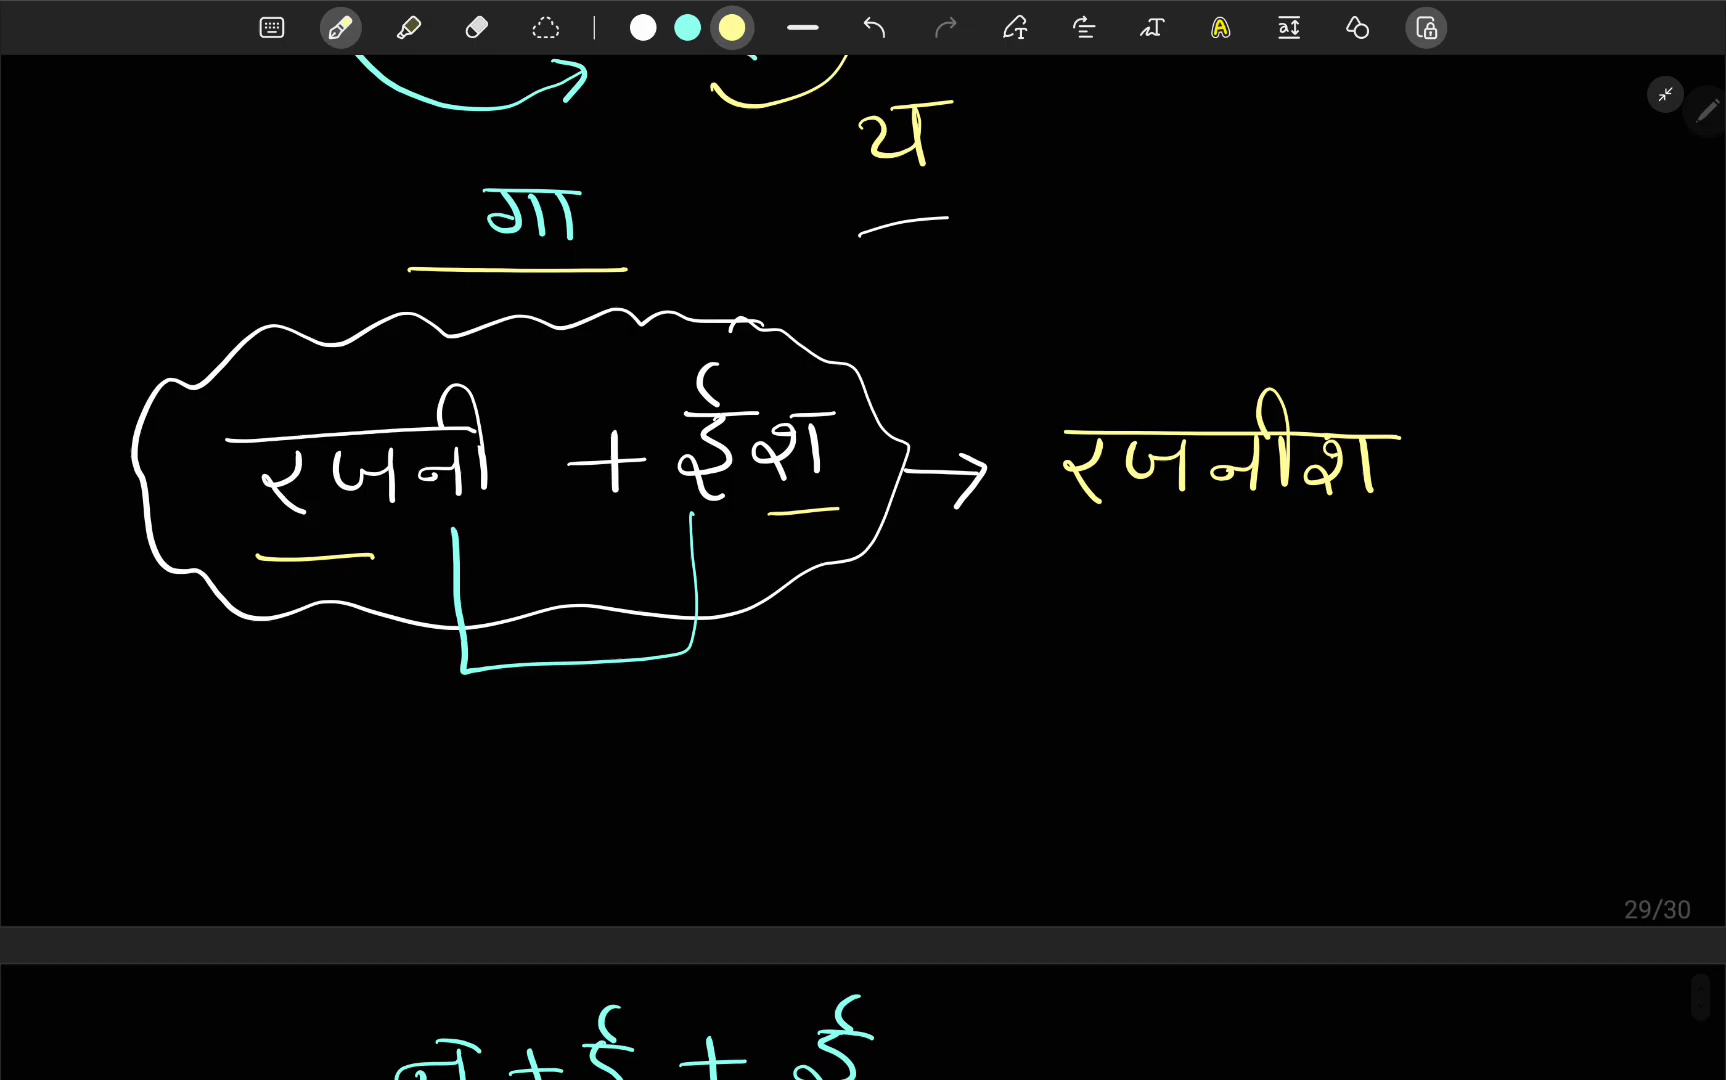 य
गा
रजनी + ईश → रजनीश
29/30
न् + ई + ई